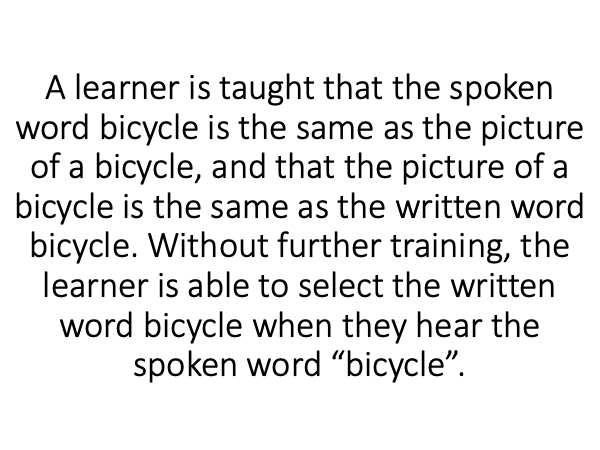 A learner is taught that the spoken
word bicycle is the same as the picture
of a bicycle, and that the picture of a
bicycle is the same as the written word
bicycle. Without further training, the
learner is able to select the written
word bicycle when they hear the
spoken word “bicycle”.